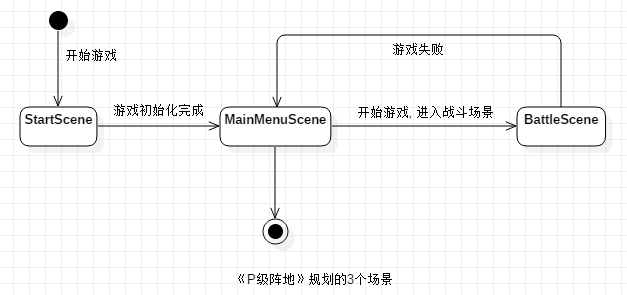 开始游戏
游戏失败
游戏初始化完成
开始游戏, 进入战斗场景
StartScene
MainMenuScene
BattleScene
《P级阵地》规划的3个场景